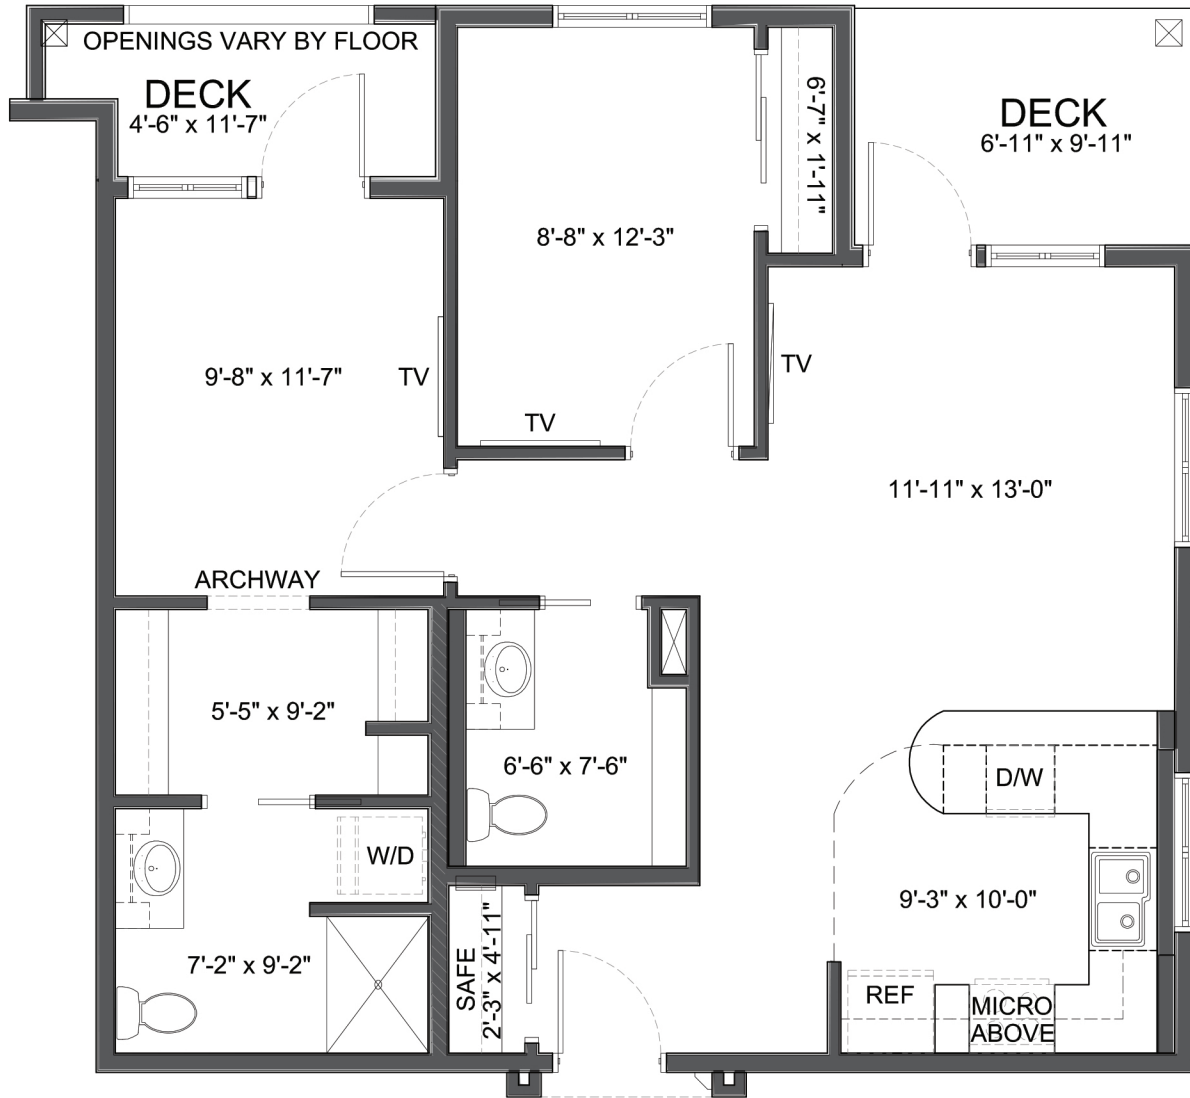 OPENINGS VARY BY FLOOR
DECK
4'-6" x 11'-7"
DECK
6'-11" x 9'-11"
6'-7" x 1'-11"
8'-8" x 12'-3"
9'-8" x 11'-7"
TV
TV
TV
11'-11" x 13'-0"
ARCHWAY
5'-5" x 9'-2"
6'-6" x 7'-6"
D/W
W/D
9'-3" x 10'-0"
7'-2" x 9'-2"
SAFE
2'-3" x 4'-11"
REF
MICRO
ABOVE